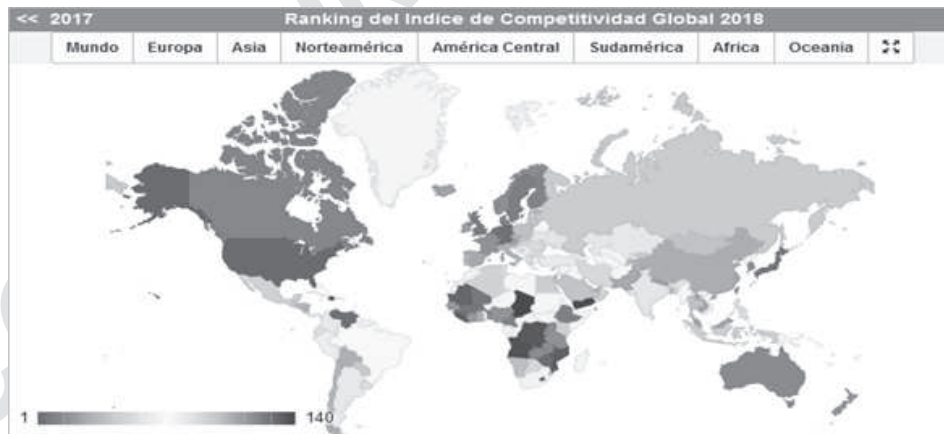 << 2017 Ranking del Indice de Competitividad Global 2018
Mundo Europa Asia Norteamérica América Central Sudamérica Africa Oceania
1 140